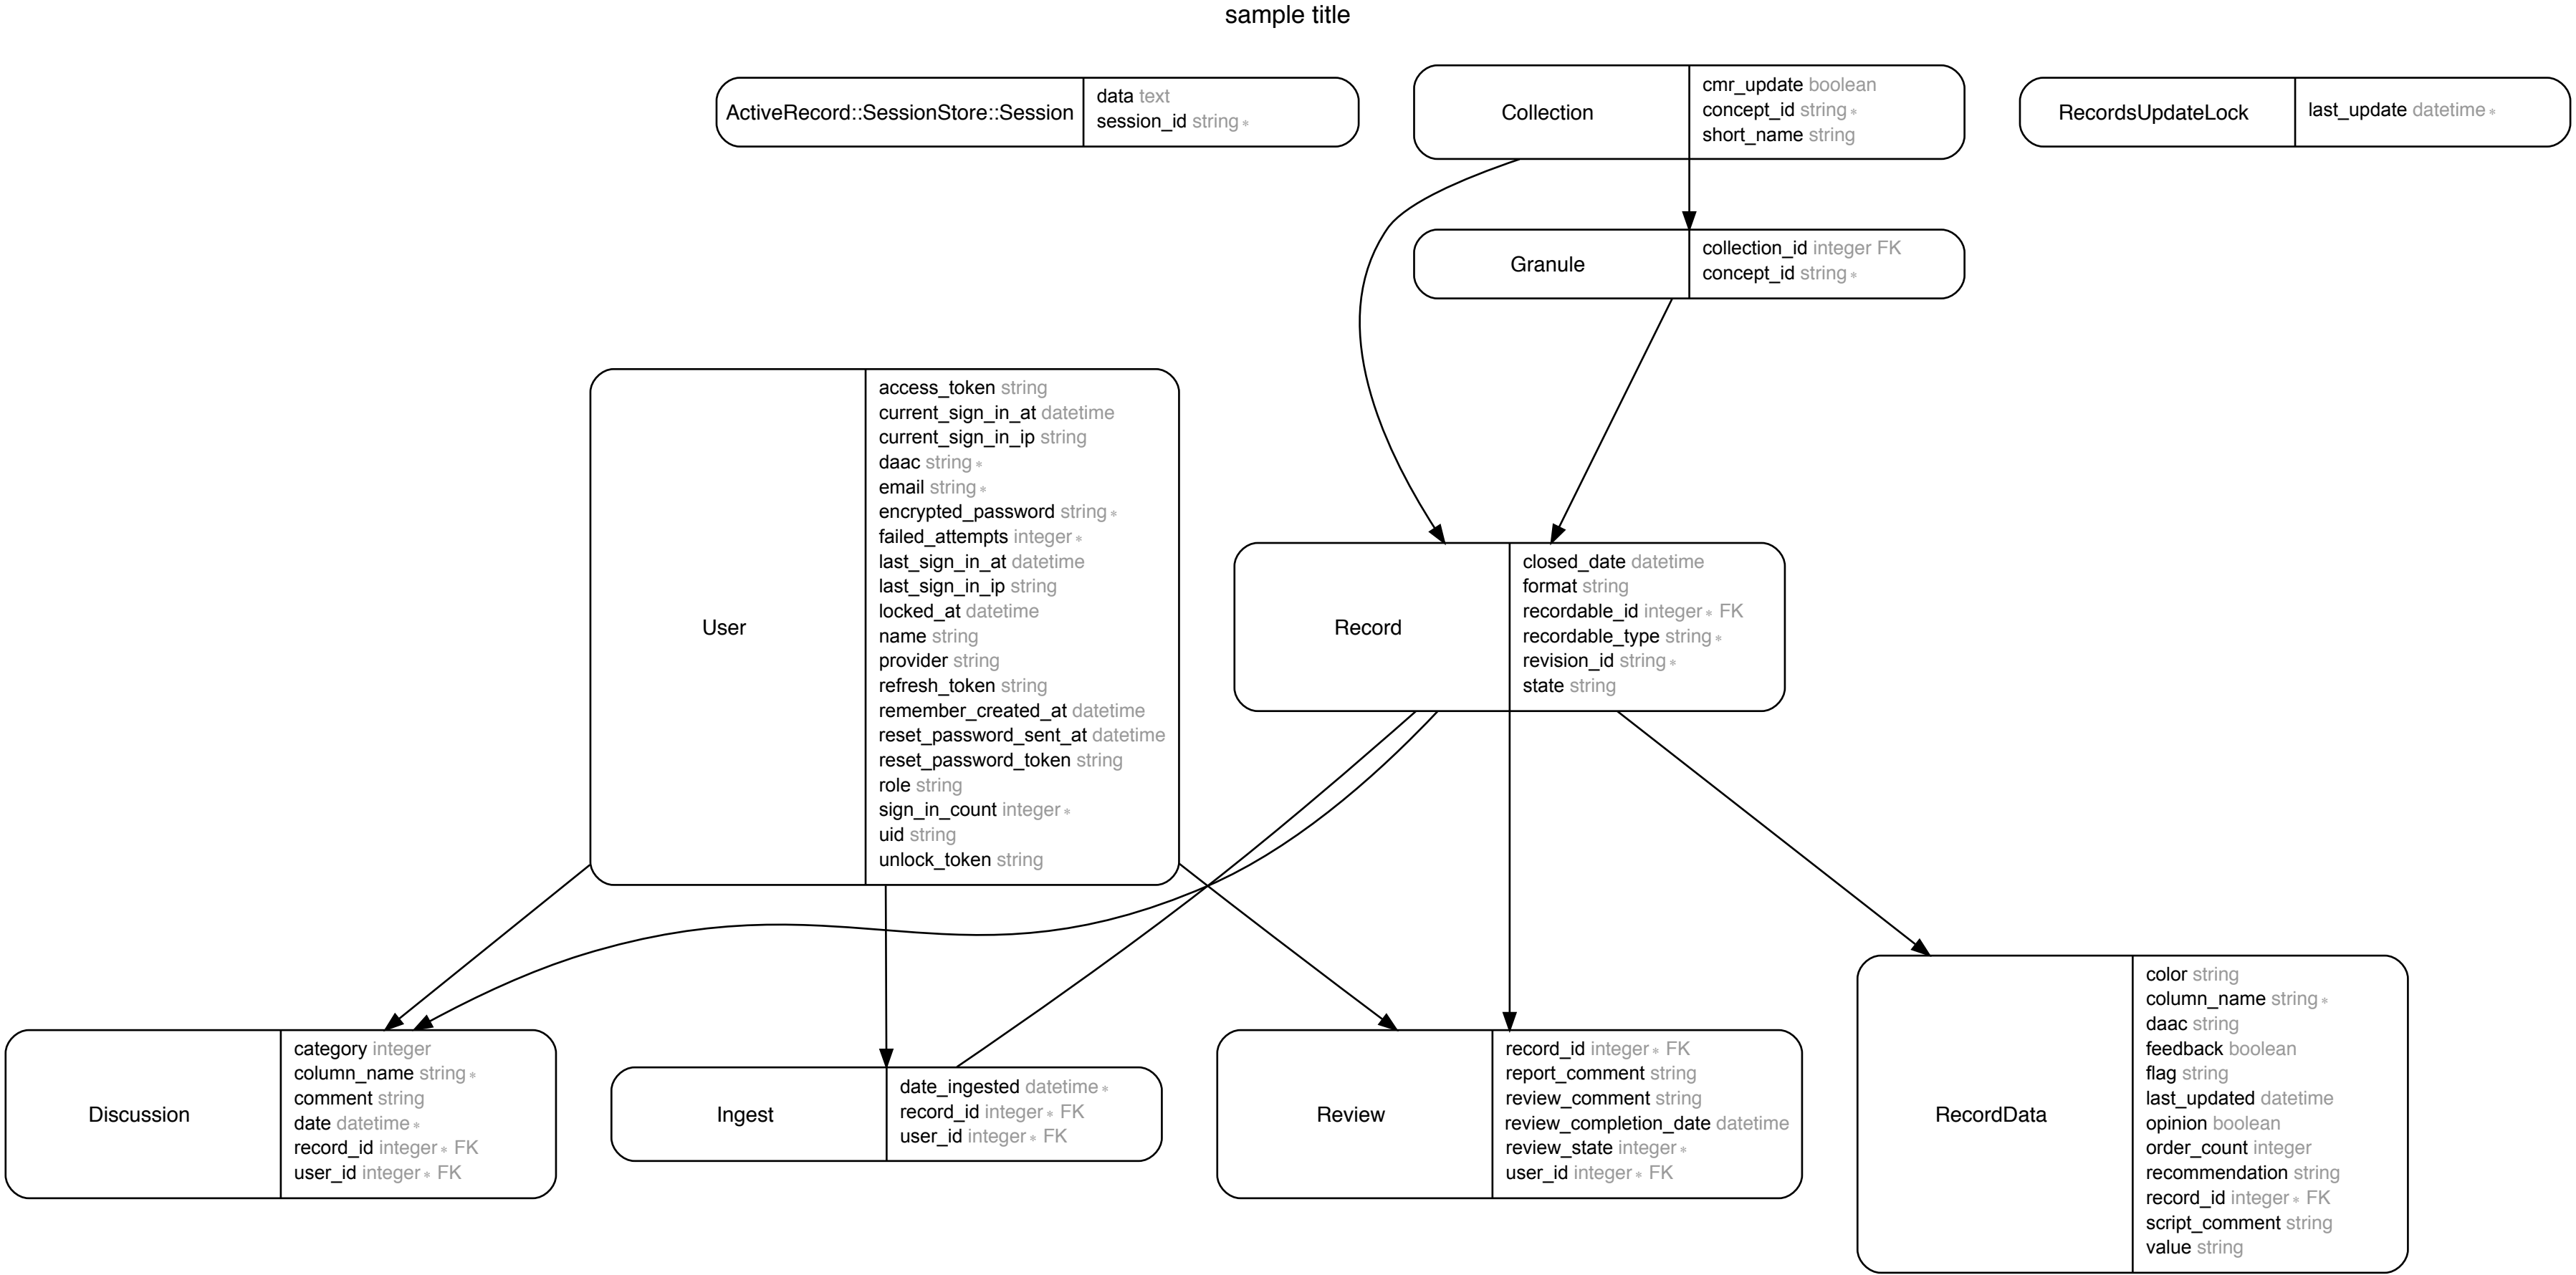 sample title
ActiveRecord::SessionStore::Session
data text
session_id string *
Collection
cmr_update boolean
concept_id string *
short_name string
RecordsUpdateLock
last_update datetime *
Granule
collection_id integer FK
concept_id string *
User
access_token string
current_sign_in_at datetime
current_sign_in_ip string
daac string *
email string *
encrypted_password string *
failed_attempts integer *
last_sign_in_at datetime
last_sign_in_ip string
locked_at datetime
name string
provider string
refresh_token string
remember_created_at datetime
reset_password_sent_at datetime
reset_password_token string
role string
sign_in_count integer *
uid string
unlock_token string
Record
closed_date datetime
format string
recordable_id integer * FK
recordable_type string *
revision_id string *
state string
Discussion
category integer
column_name string *
comment string
date datetime *
record_id integer * FK
user_id integer * FK
Ingest
date_ingested datetime *
record_id integer * FK
user_id integer * FK
Review
record_id integer * FK
report_comment string
review_comment string
review_completion_date datetime
review_state integer *
user_id integer * FK
RecordData
color string
column_name string *
daac string
feedback boolean
flag string
last_updated datetime
opinion boolean
order_count integer
recommendation string
record_id integer * FK
script_comment string
value string